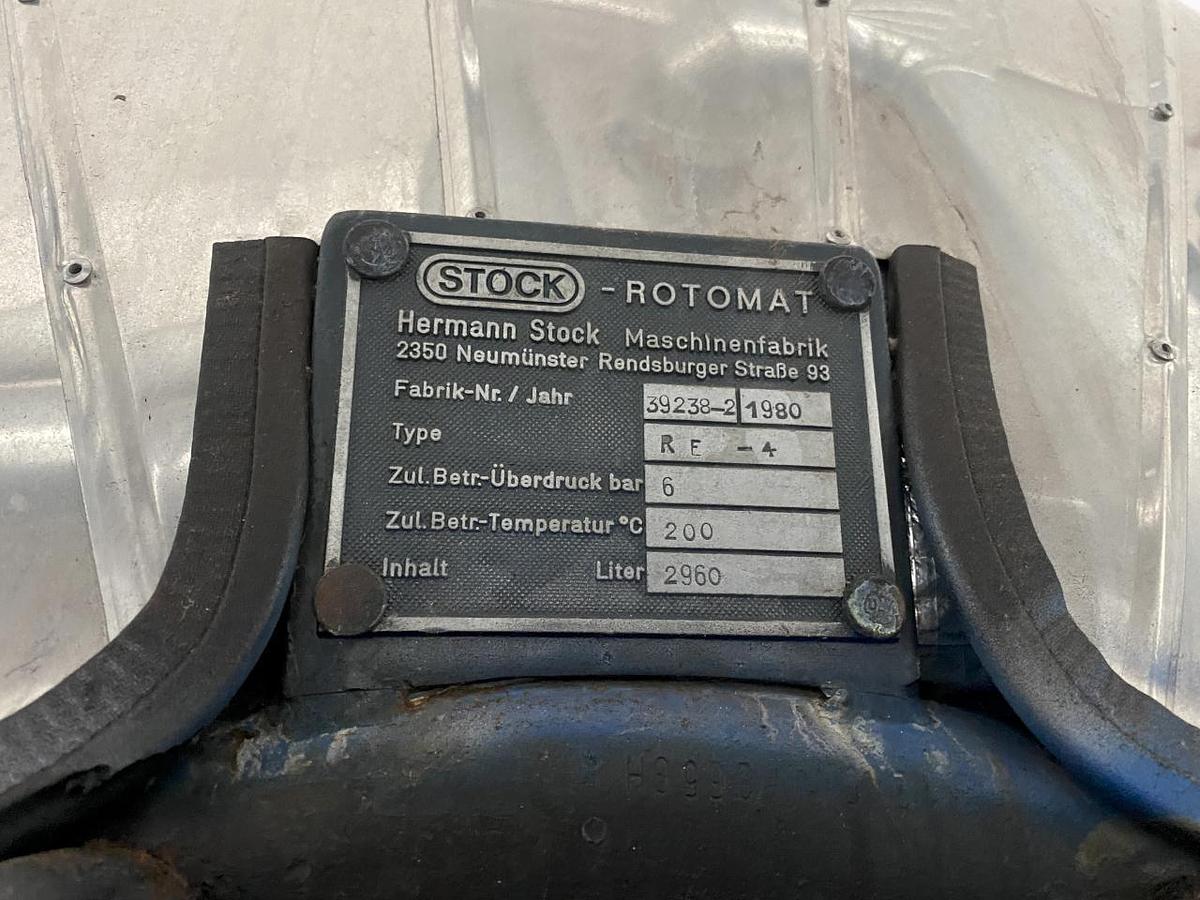 STOCK - ROTOMAT
Hermann Stock Maschinenfabrik
2350 Neumünster Rendsburger Straße 93
Fabrik-Nr. / Jahr 39238-2 1980
Type RE -4
Zul. Betr.-Überdruck bar 6
Zul. Betr.-Temperatur °C 200
Inhalt Liter 2960